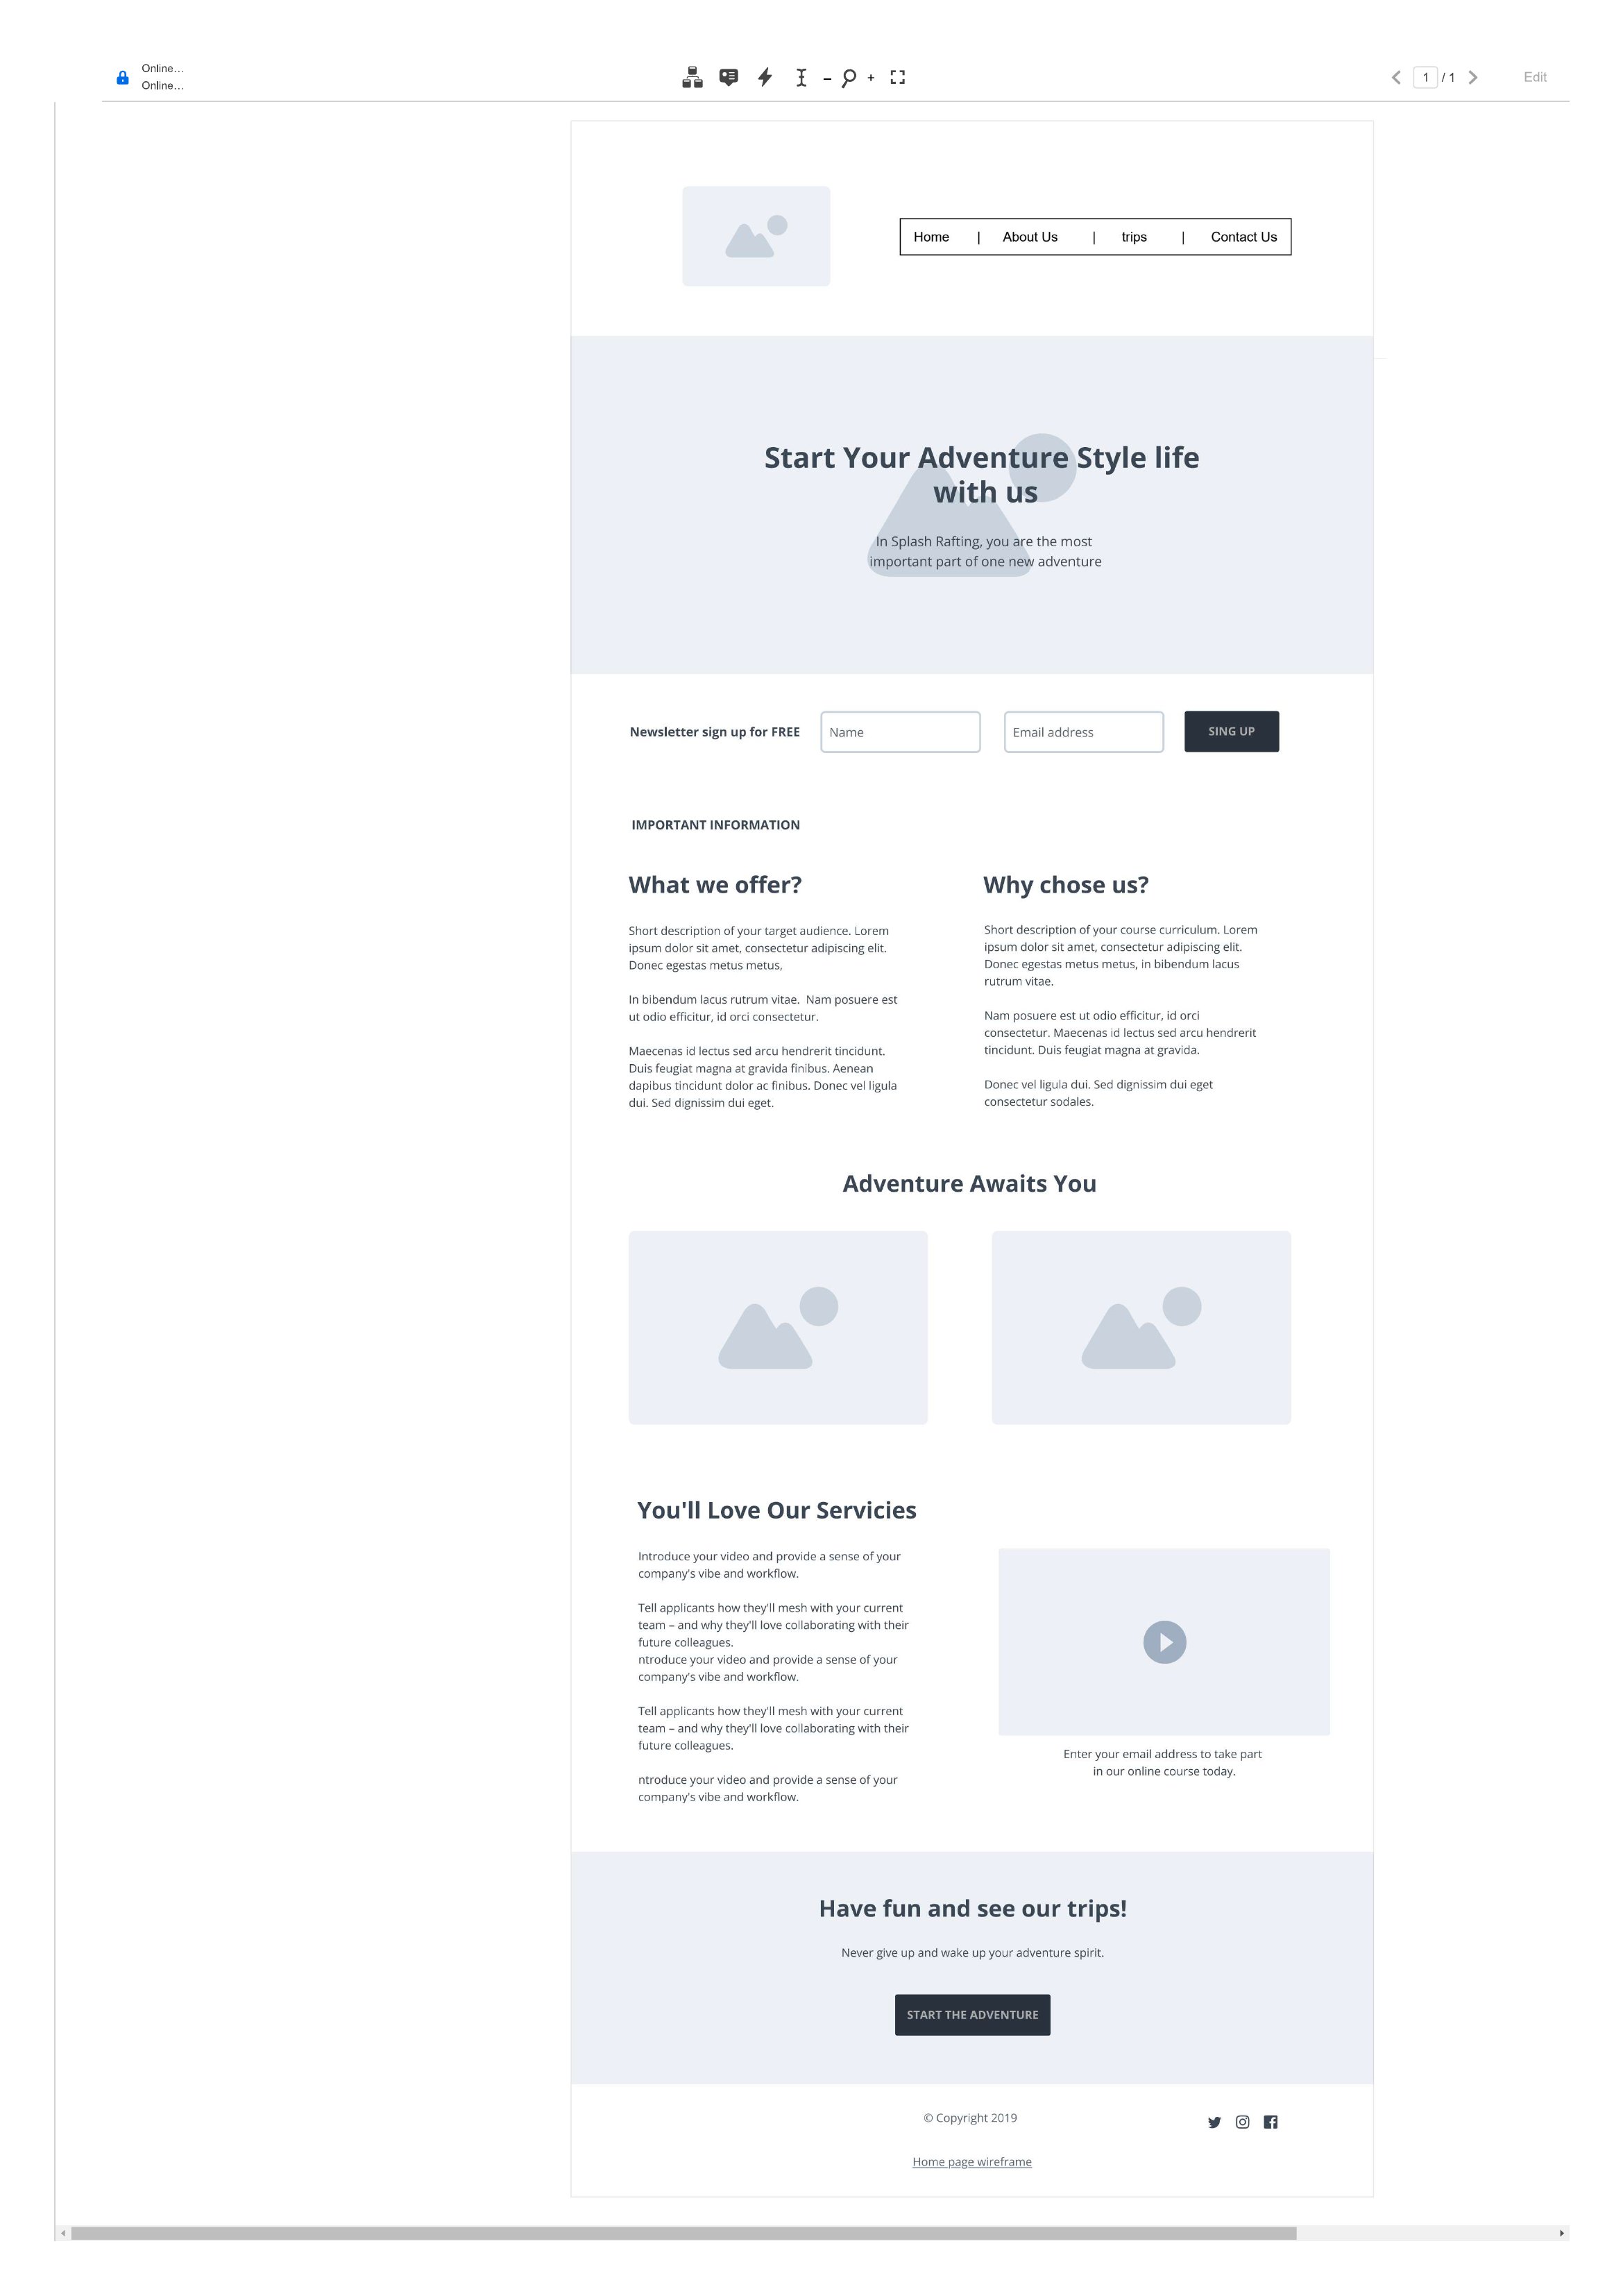 Online...
Online...
- +
1 / 1
Edit
Home | About Us | trips | Contact Us
Start Your Adventure Style life
with us
In Splash Rafting, you are the most
important part of one new adventure
Newsletter sign up for FREE
Name
Email address
SING UP
IMPORTANT INFORMATION
What we offer?
Short description of your target audience. Lorem
ipsum dolor sit amet, consectetur adipiscing elit.
Donec egestas metus metus,
In bibendum lacus rutrum vitae.  Nam posuere est
ut odio efficitur, id orci consectetur.
Maecenas id lectus sed arcu hendrerit tincidunt.
Duis feugiat magna at gravida finibus. Aenean
dapibus tincidunt dolor ac finibus. Donec vel ligula
dui. Sed dignissim dui eget.
Why chose us?
Short description of your course curriculum. Lorem
ipsum dolor sit amet, consectetur adipiscing elit.
Donec egestas metus metus, in bibendum lacus
rutrum vitae.
Nam posuere est ut odio efficitur, id orci
consectetur. Maecenas id lectus sed arcu hendrerit
tincidunt. Duis feugiat magna at gravida.
Donec vel ligula dui. Sed dignissim dui eget
consectetur sodales.
Adventure Awaits You
You'll Love Our Servicies
Introduce your video and provide a sense of your
company's vibe and workflow.
Tell applicants how they'll mesh with your current
team – and why they'll love collaborating with their
future colleagues.
ntroduce your video and provide a sense of your
company's vibe and workflow.
Tell applicants how they'll mesh with your current
team – and why they'll love collaborating with their
future colleagues.
ntroduce your video and provide a sense of your
company's vibe and workflow.
Enter your email address to take part
in our online course today.
Have fun and see our trips!
Never give up and wake up your adventure spirit.
START THE ADVENTURE
© Copyright 2019
Home page wireframe